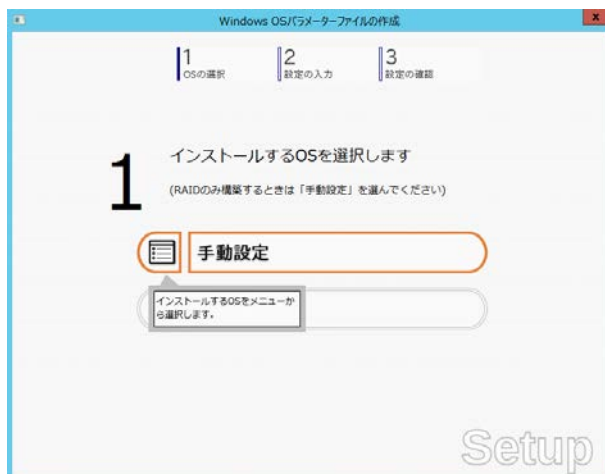 Windows OSパラメーターファイルの作成
x
1
OSの選択
2
設定の入力
3
設定の確認
1
インストールするOSを選択します
(RAIDのみ構築するときは「手動設定」を選んでください)
手動設定
インストールするOSをメニューか
ら選択します。
Setup